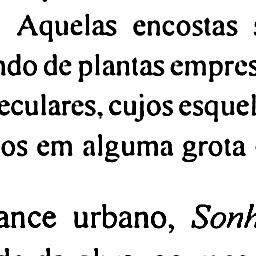 Aquelas encostas
ndo de plantas empres
eculares, cujos esquel
os em alguma grota
ance urbano, Sonh